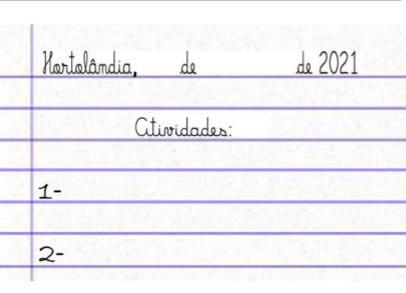 Hortolândia, de de 2021
Atividades:
1-
2-